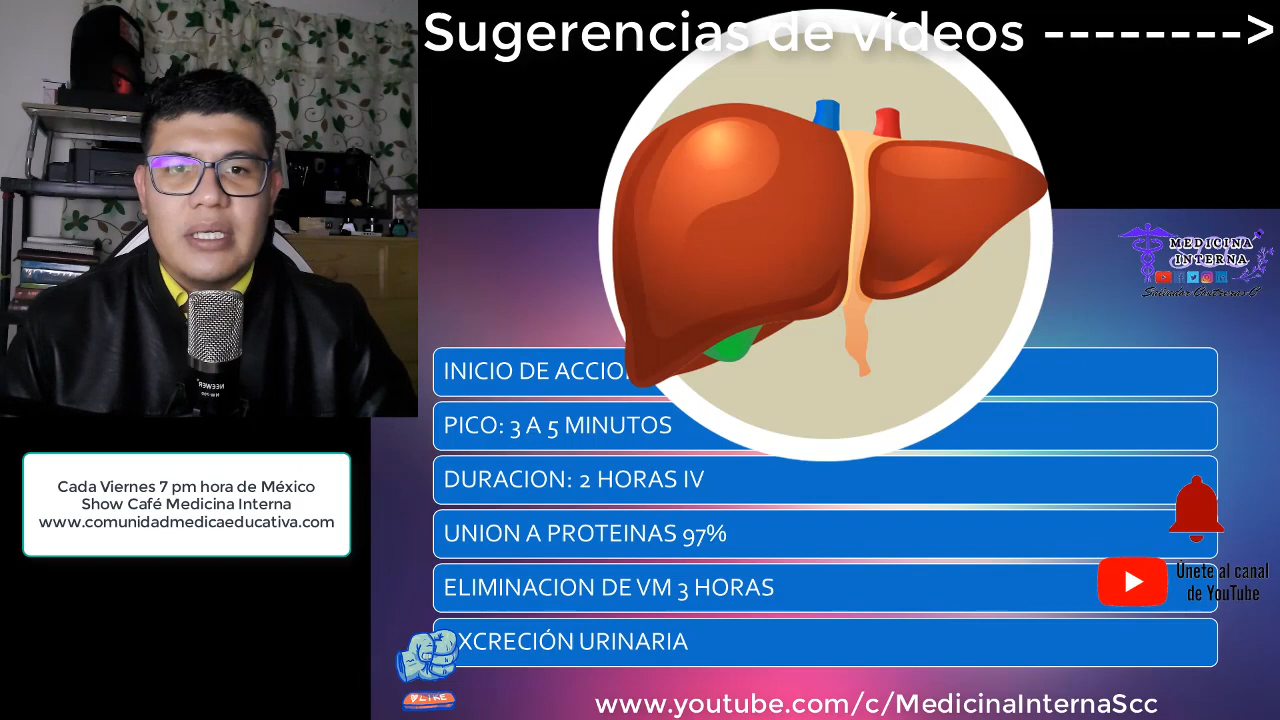 Sugerencias de vídeos -------->
MEDICINA
INTERNA
INICIO DE ACCIO
PICO: 3 A 5 MINUTOS
DURACION: 2 HORAS IV
UNION A PROTEINAS 97%
ELIMINACION DE VM 3 HORAS
XCRECIÓN URINARIA
Cada Viernes 7 pm hora de México
Show Café Medicina Interna
www.comunidadmedicaeducativa.com
NEEWER
Únete al canal
de YouTube
LIKE
www.youtube.com/c/MedicinaInternaScc